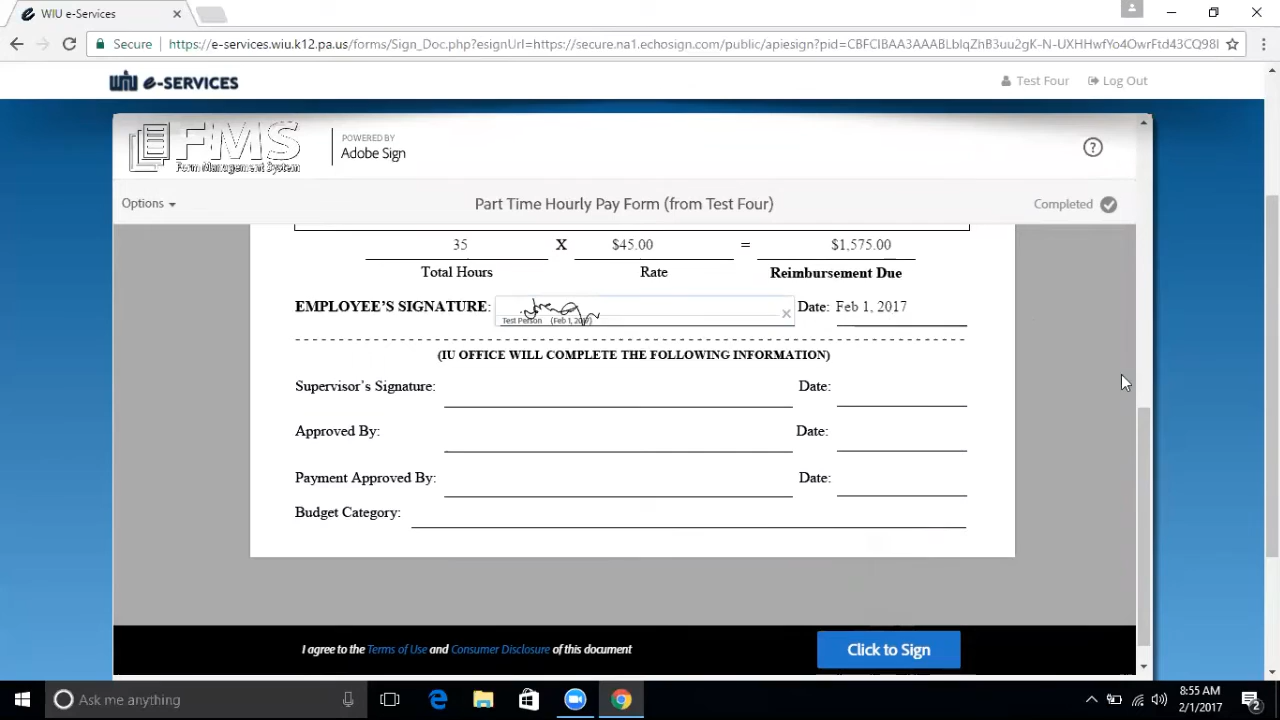 WIU e-Services
Secure https://e-services.wiu.k12.pa.us/forms/Sign_Doc.php?esignUrl=https://secure.na1.echosign.com/public/apiesign?pid=
WIU e-SERVICES
Test Four Log Out
FMS
Form Management System
POWERED BY
Adobe Sign
?
Options Part Time Hourly Pay Form (from Test Four) Completed
35 X $45.00 = $1,575.00
Total Hours Rate Reimbursement Due
EMPLOYEE'S SIGNATURE: Date: Feb 1, 2017
Test Person (Feb 1, 2017)
(IU OFFICE WILL COMPLETE THE FOLLOWING INFORMATION)
Supervisor's Signature: Date:
Approved By: Date:
Payment Approved By: Date:
Budget Category:
I agree to the Terms of Use and Consumer Disclosure of this document Click to Sign
Ask me anything
8:55 AM
2/1/2017
2